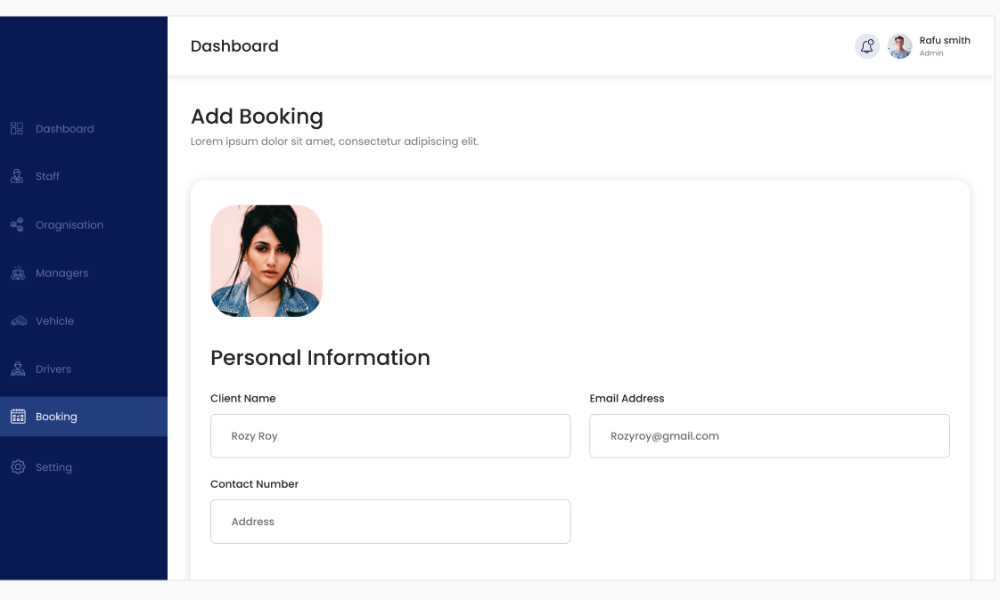 Dashboard
Rafu smith
Admin
Dashboard
Staff
Oragnisation
Managers
Vehicle
Drivers
Booking
Setting
Add Booking
Lorem ipsum dolor sit amet, consectetur adipiscing elit.
Personal Information
Client Name
Rozy Roy
Email Address
Rozyroy@gmail.com
Contact Number
Address